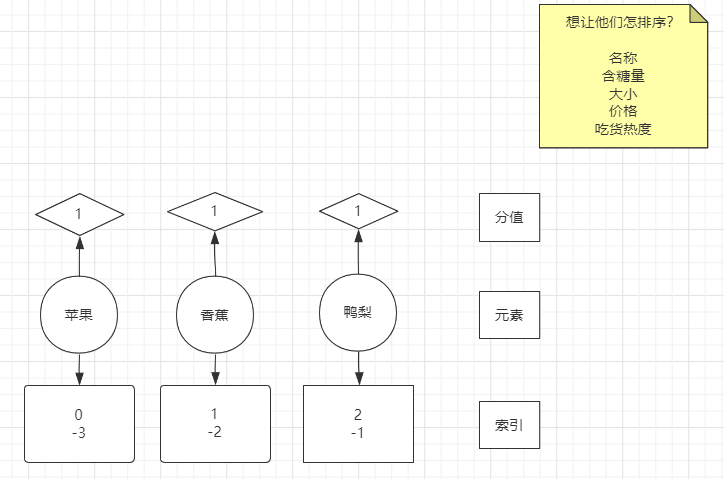 想让他们怎排序?
名称
含糖量
大小
价格
吃货热度
1
1
1
分值
苹果
香蕉
鸭梨
元素
0
-3
1
-2
2
-1
索引